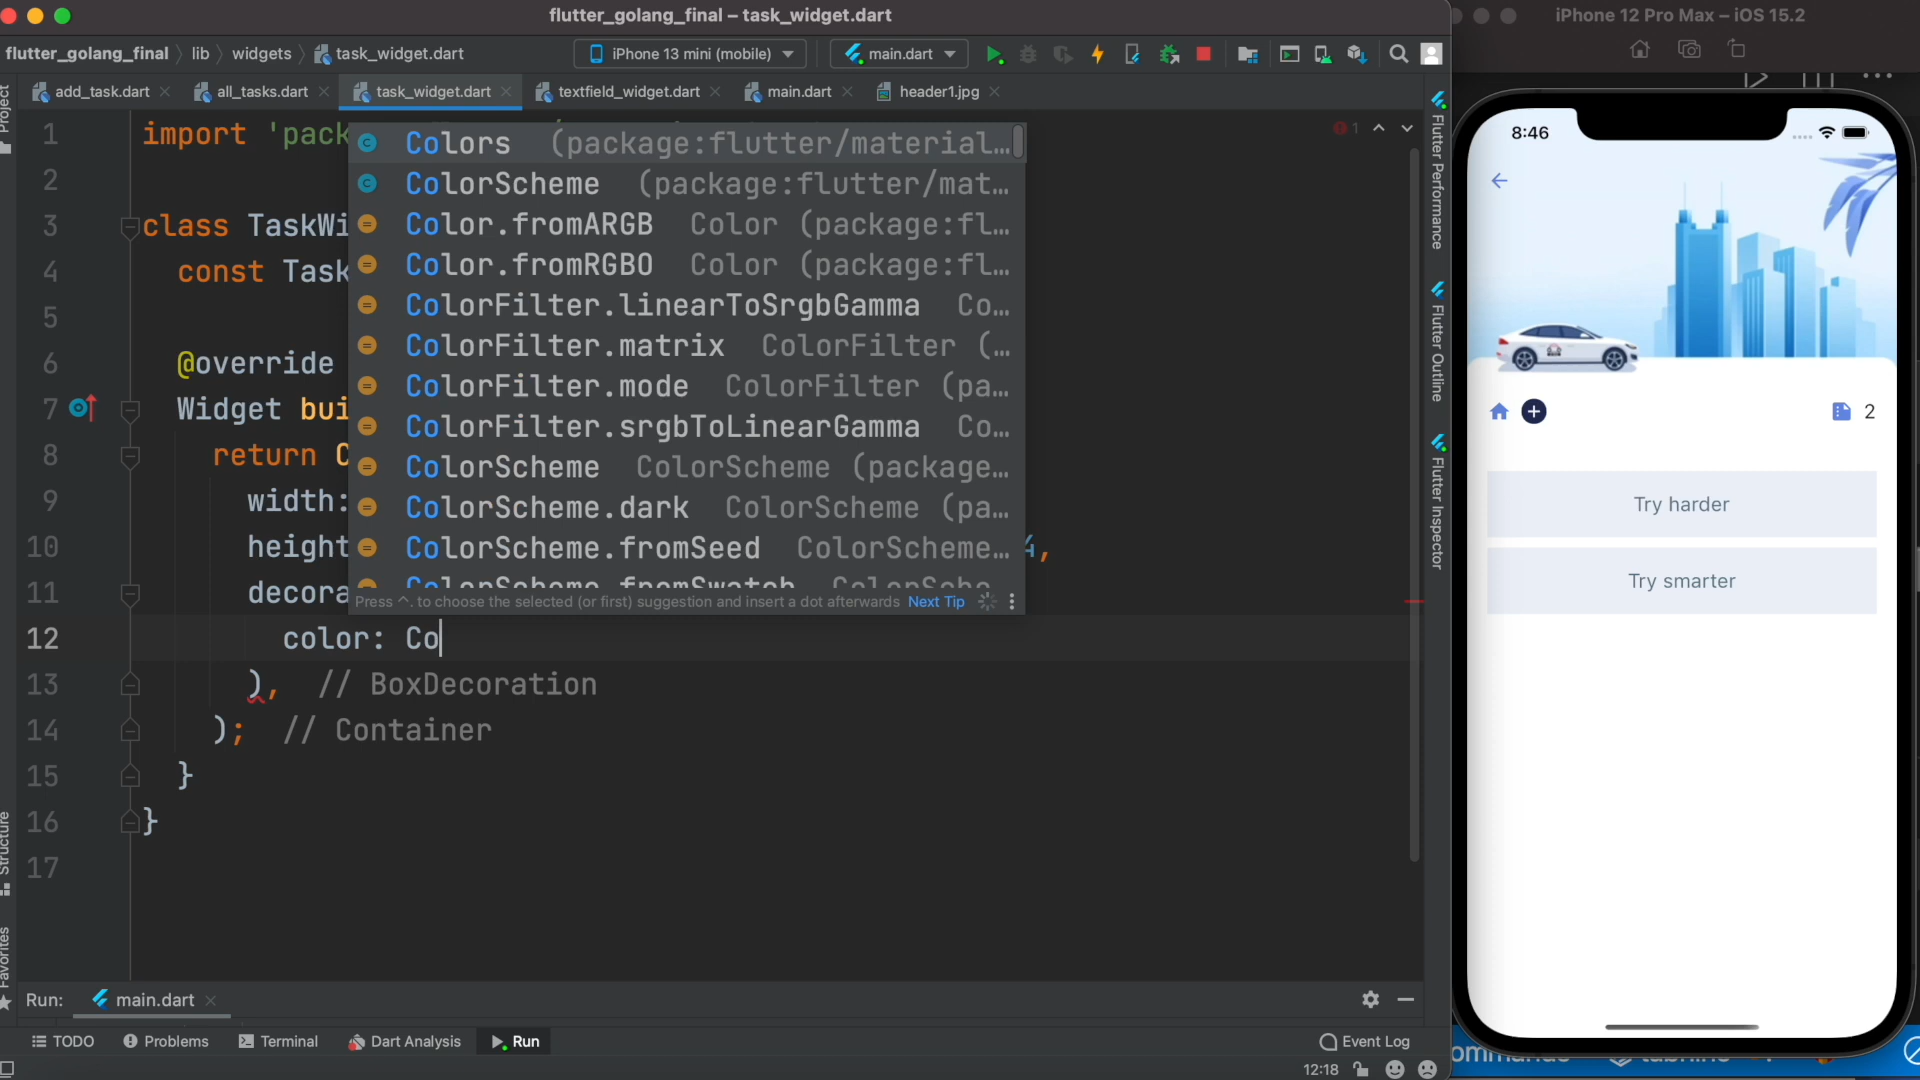 flutter_golang_final – task_widget.dart
flutter_golang_final lib widgets task_widget.dart
iPhone 13 mini (mobile)
main.dart
add_task.dart
all_tasks.dart
task_widget.dart
textfield_widget.dart
main.dart
header1.jpg
Project
Structure
Favorites
1 import 'pack
2
3 class TaskWi
4 const Task
5
6 @override
7 Widget bui
8 return C
9 width:
10 height 4,
11 decora
12 color: Co
13 ), // BoxDecoration
14 ); // Container
15 }
16 }
17
1
Colors (package:flutter/material…
ColorScheme (package:flutter/mat…
Color.fromARGB Color (package:fl…
Color.fromRGBO Color (package:fl…
ColorFilter.linearToSrgbGamma Co…
ColorFilter.matrix ColorFilter (…
ColorFilter.mode ColorFilter (pa…
ColorFilter.srgbToLinearGamma Co…
ColorScheme ColorScheme (package…
ColorScheme.dark ColorScheme (pa…
ColorScheme.fromSeed ColorScheme…
ColorScheme.fromSwatch ColorSche…
Press ^. to choose the selected (or first) suggestion and insert a dot afterwards Next Tip
Flutter Performance
Flutter Outline
Flutter Inspector
Run: main.dart
TODO
Problems
Terminal
Dart Analysis
Run
Event Log
12:18
iPhone 12 Pro Max – iOS 15.2
8:46
2
Try harder
Try smarter